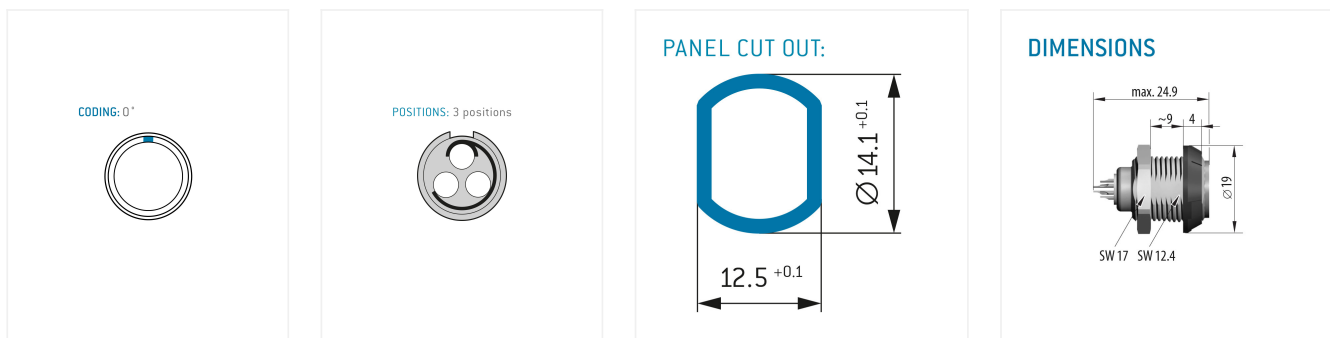 CODING: 0°
POSITIONS: 3 positions
PANEL CUT OUT:
Ø14.1 +0.1
12.5 +0.1
DIMENSIONS
max. 24.9
~9
4
Ø19
SW 17
SW 12.4